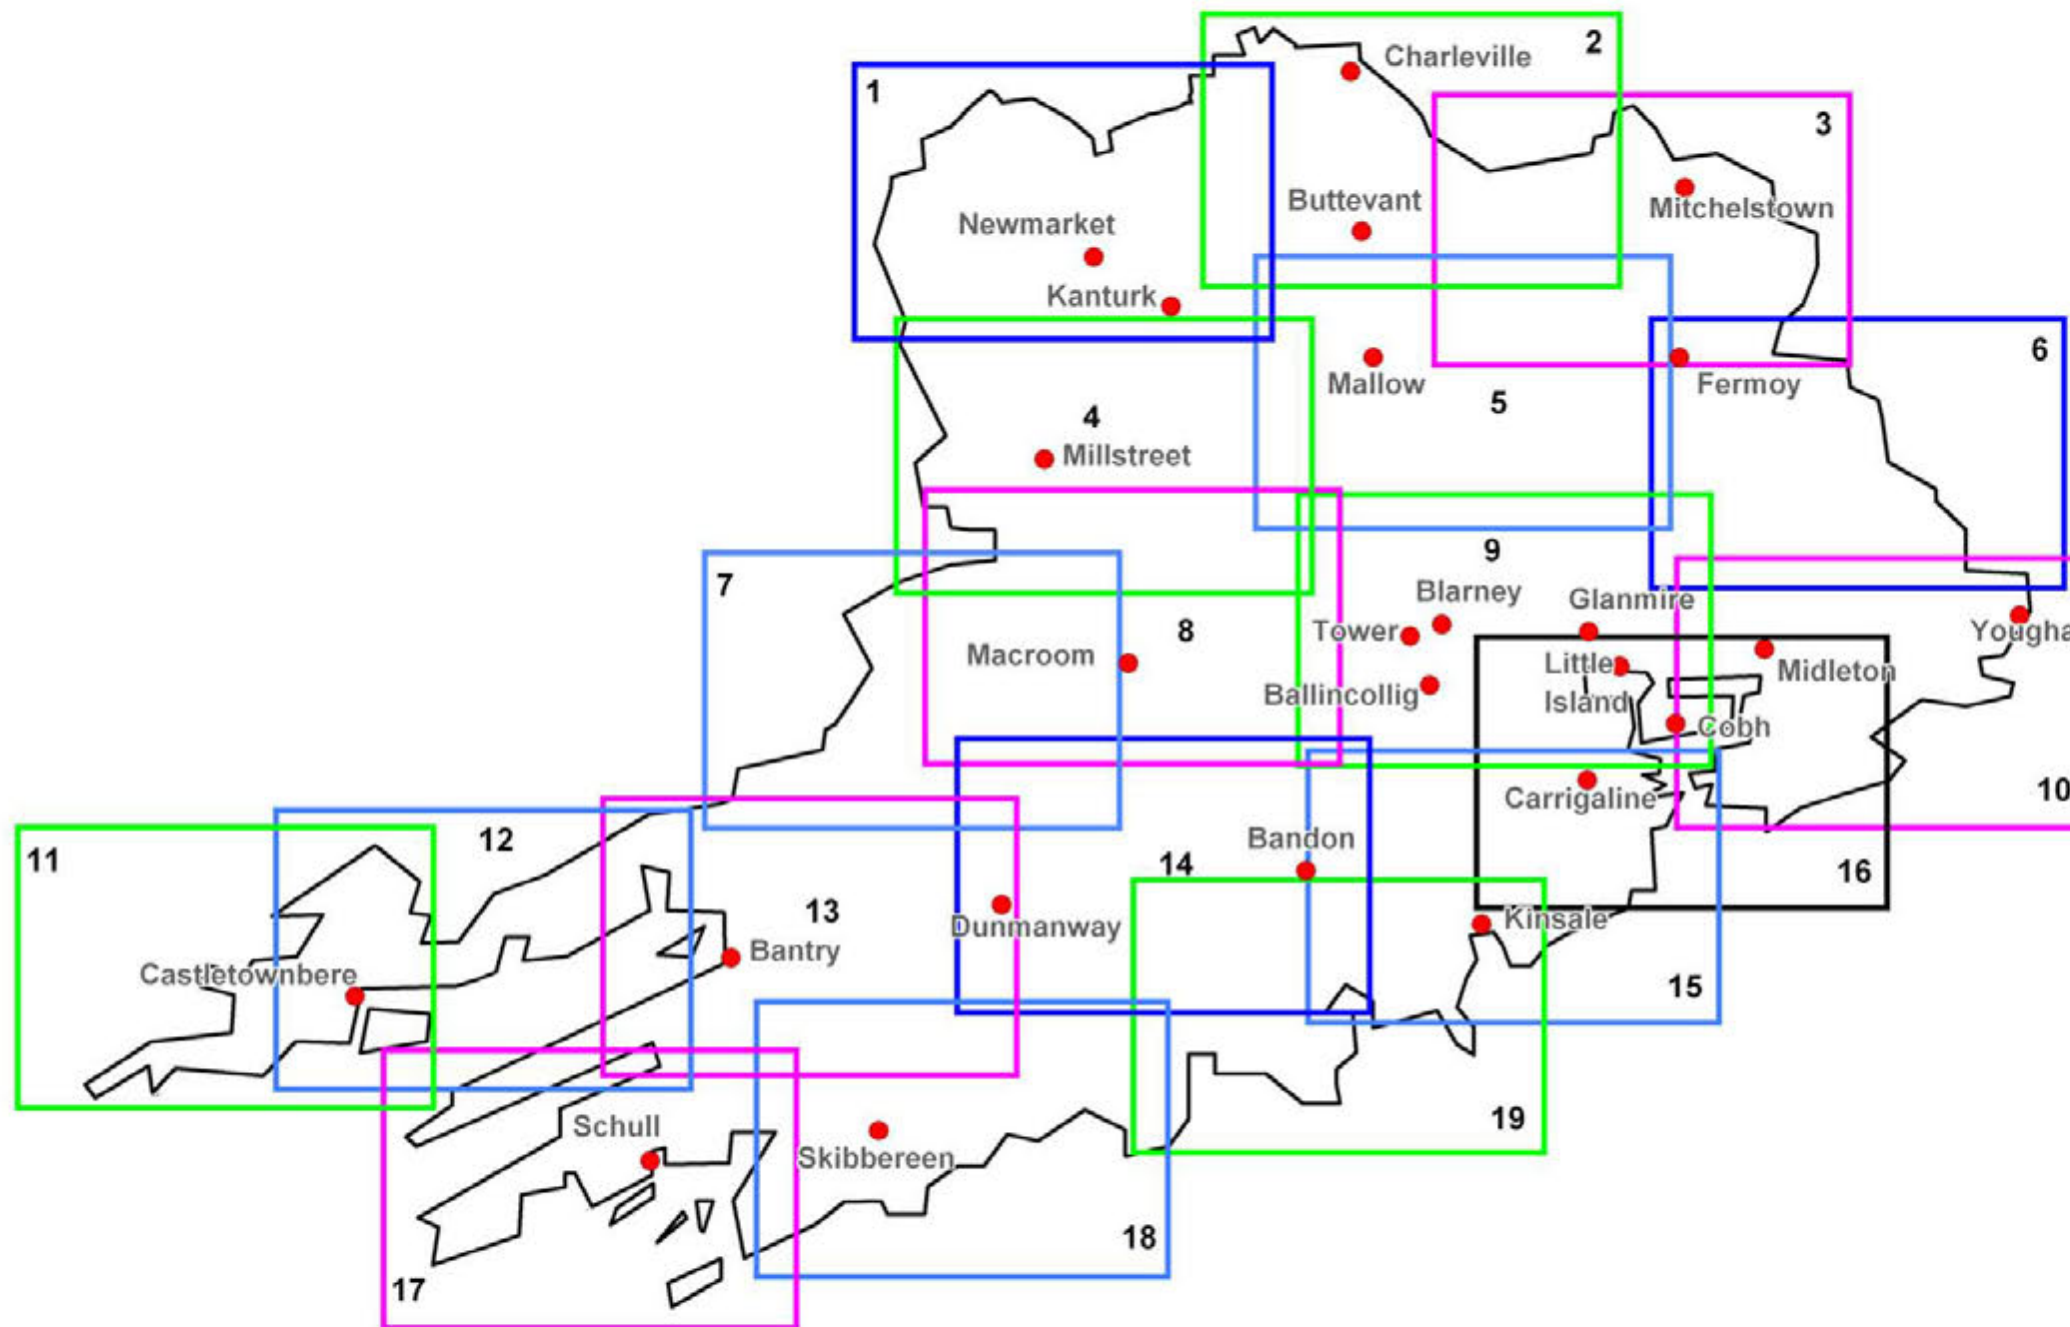 2
Charleville
1
3
Buttevant
Mitchelstown
Newmarket
Kanturk
6
Mallow
Fermoy
5
4
Millstreet
9
7
Blarney
Glanmire
8
Tower
Yougha
Macroom
Little
Island
Midleton
Ballincollig
Cobh
10
Carrigaline
12
Bandon
11
14
16
13
Kinsale
Dunmanway
Bantry
Castletownbere
15
19
Schull
Skibbereen
18
17